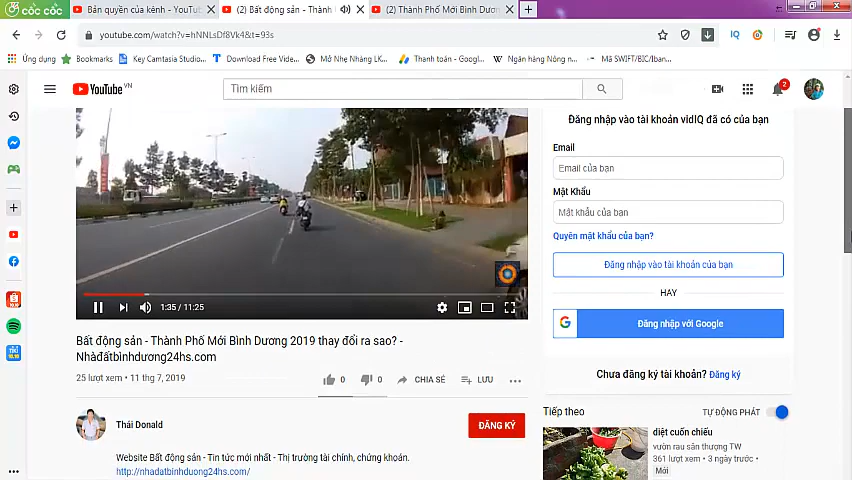 cốc cốc
Bản quyền của kênh - YouTu
(2) Bất động sản - Thành
(2) Thành Phố Mới Bình Dươn
youtube.com/watch?v=hNNLsDf8Vk4&t=93s
Ứng dụng
Bookmarks
Key Camtasia Studio...
Download Free Vide...
Mở Nhẹ Nhàng LK...
Thanh toán - Googl...
Ngân hàng Nông n...
Mã SWIFT/BIC/Iban...
YouTube VN
Tìm kiếm
2
Đăng nhập vào tài khoản vidIQ đã có của bạn
Email
Email của bạn
Mật Khẩu
Mật khẩu của bạn
Quyên mật khẩu của bạn?
Đăng nhập vào tài khoản của bạn
HAY
Đăng nhập với Google
Chưa đăng ký tài khoản? Đăng ký
1:35 / 11:25
Bất động sản - Thành Phố Mới Bình Dương 2019 thay đổi ra sao? -
Nhàđấtbìnhdương24hs.com
25 lượt xem • 11 thg 7, 2019
0
0
CHIA SẺ
LƯU
Thái Donald
ĐĂNG KÝ
Website Bất động sản - Tin tức mới nhất - Thị trường tài chính, chứng khoán.
http://nhadatbinhduong24hs.com/
Tiếp theo
TỰ ĐỘNG PHÁT
diệt cuốn chiếu
vườn rau sân thượng TW
361 lượt xem • 3 ngày trước •
Mới